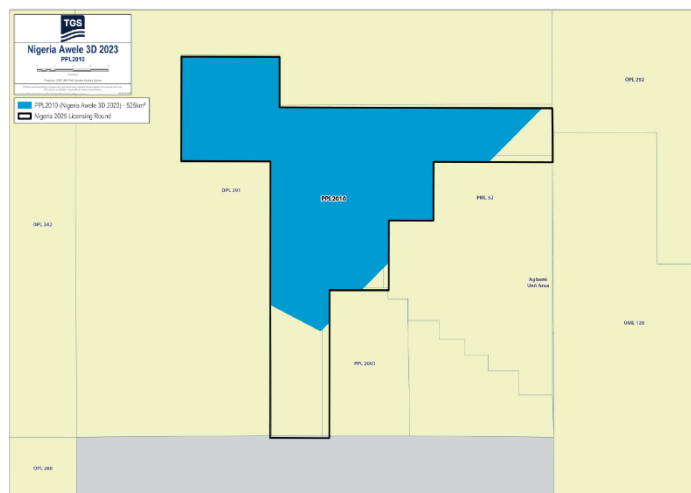 TGS
Nigeria Awele 3D 2023
PPL2010
PPL2010 (Nigeria Awele 3D 2023) - 525km²
Nigeria 2025 Licensing Round
OPL 292
OPL 291
PPL2010
PML 52
OPL 242
Agbami
Unit Area
OML 128
PPL 2003
OPL 260